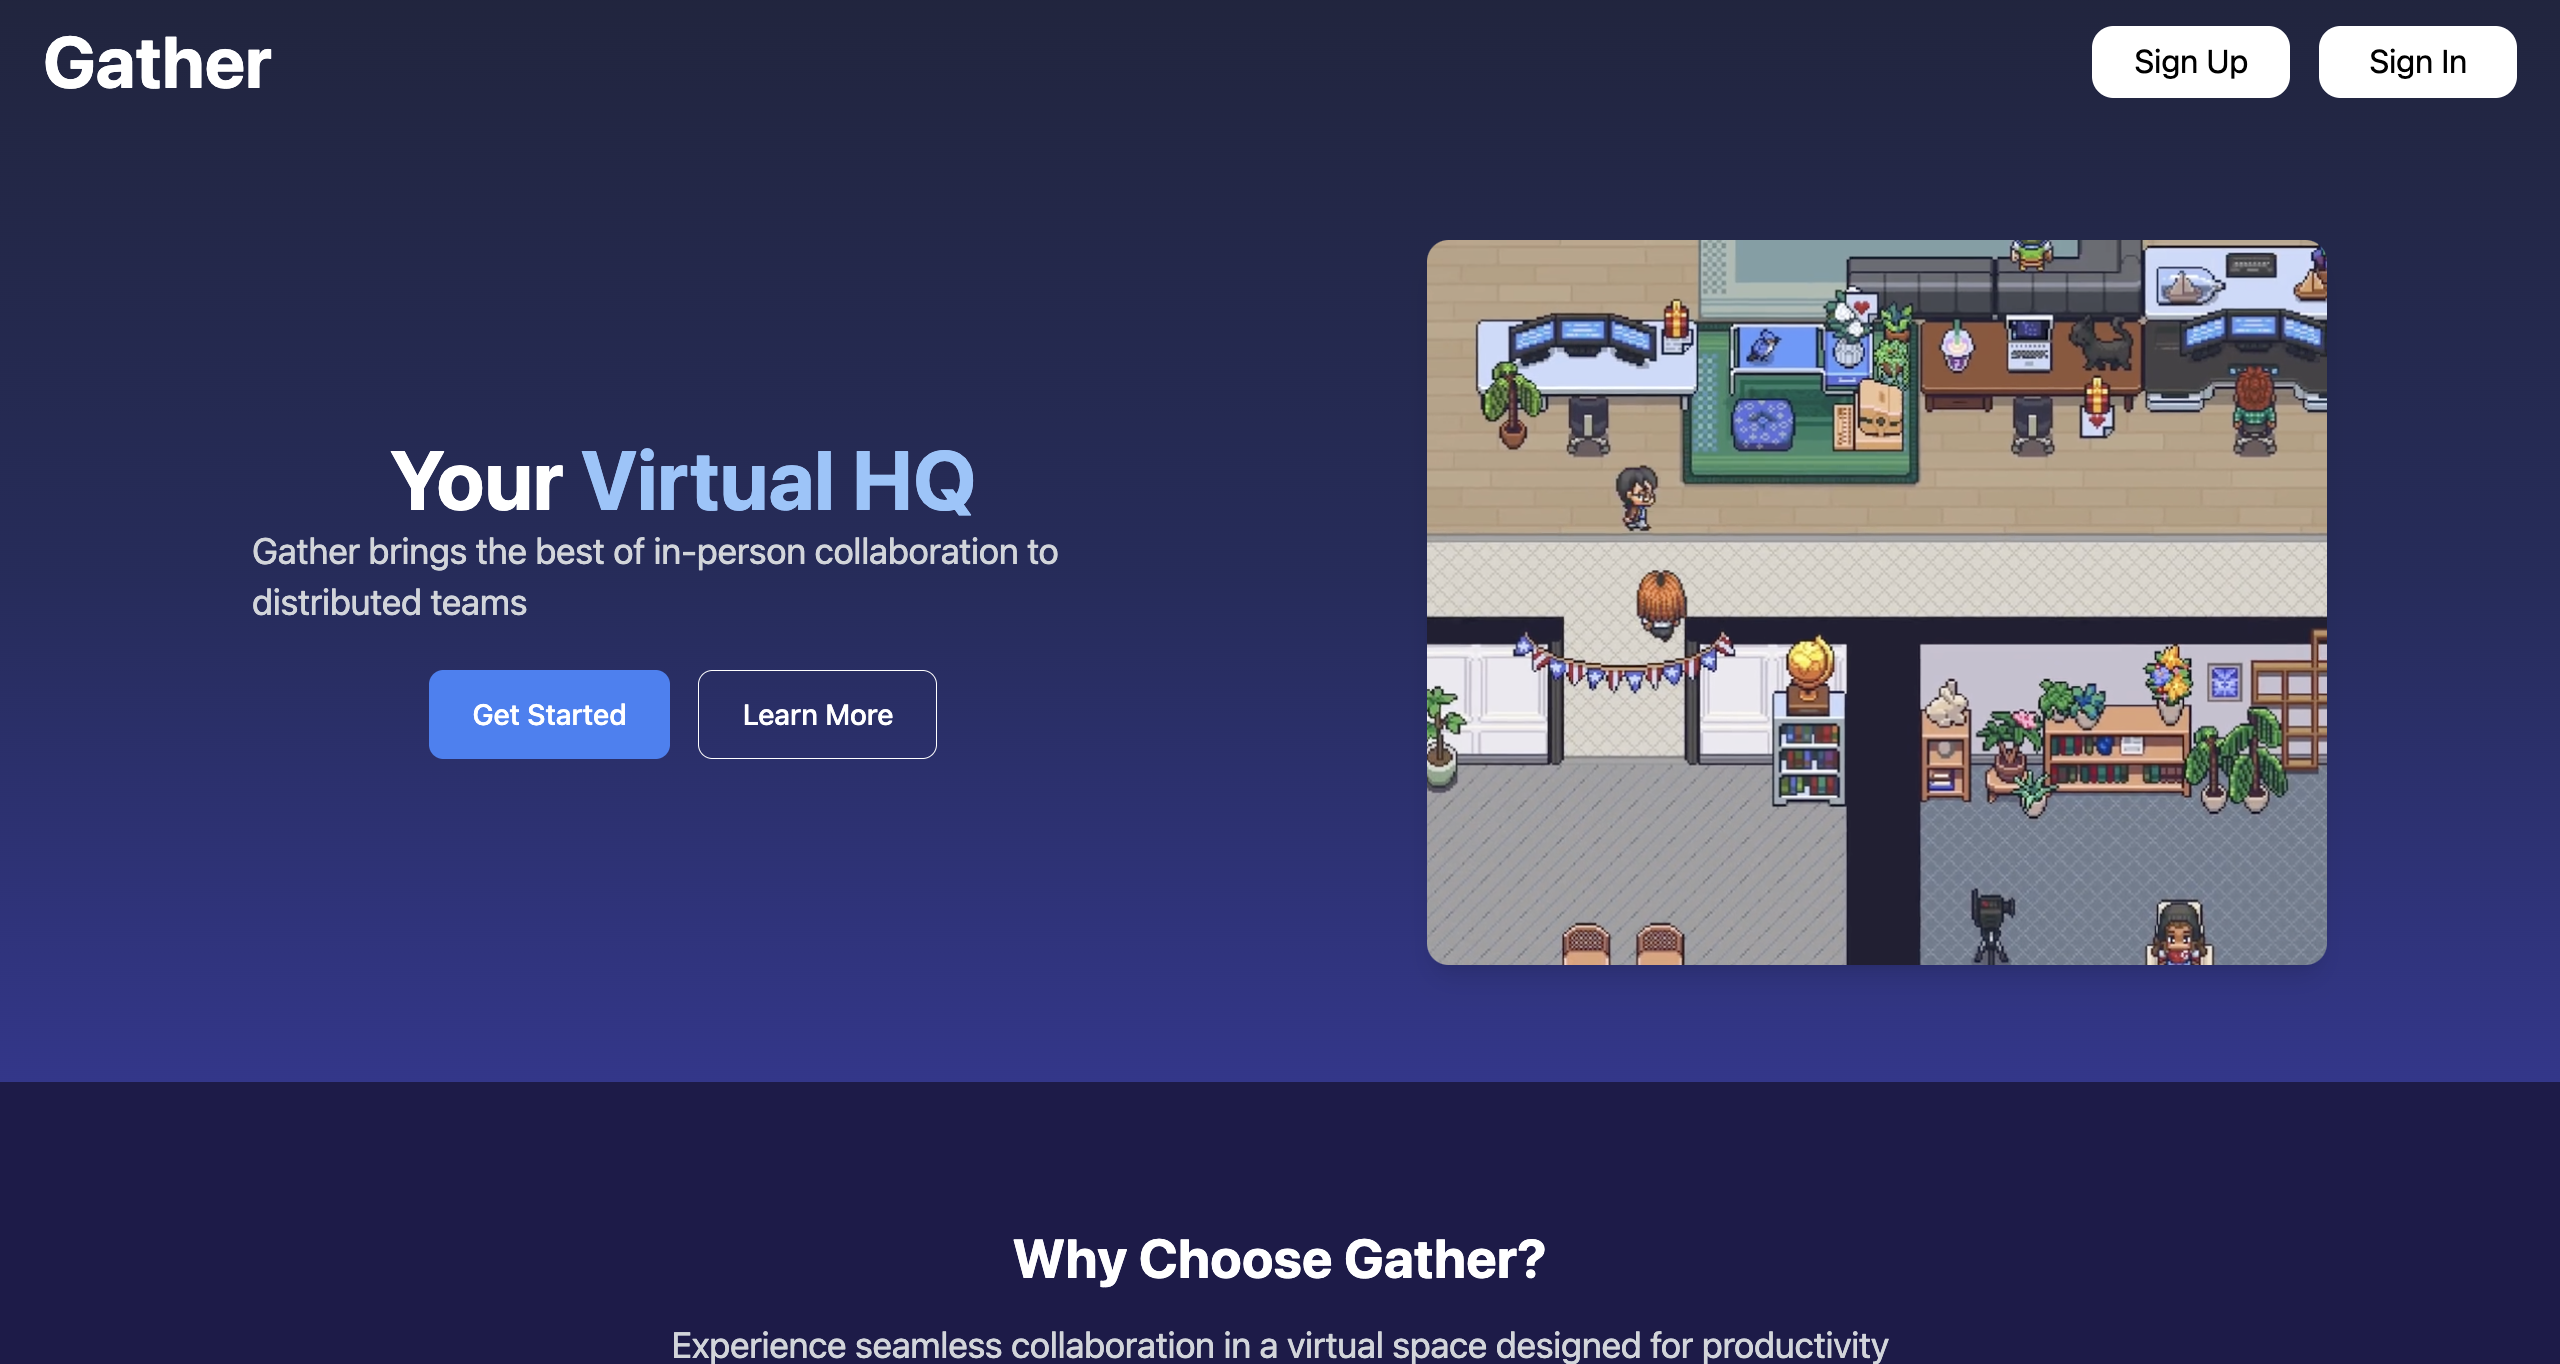 Gather
Sign Up
Sign In
Your Virtual HQ
Gather brings the best of in-person collaboration to
distributed teams
Get Started
Learn More
Why Choose Gather?
Experience seamless collaboration in a virtual space designed for productivity